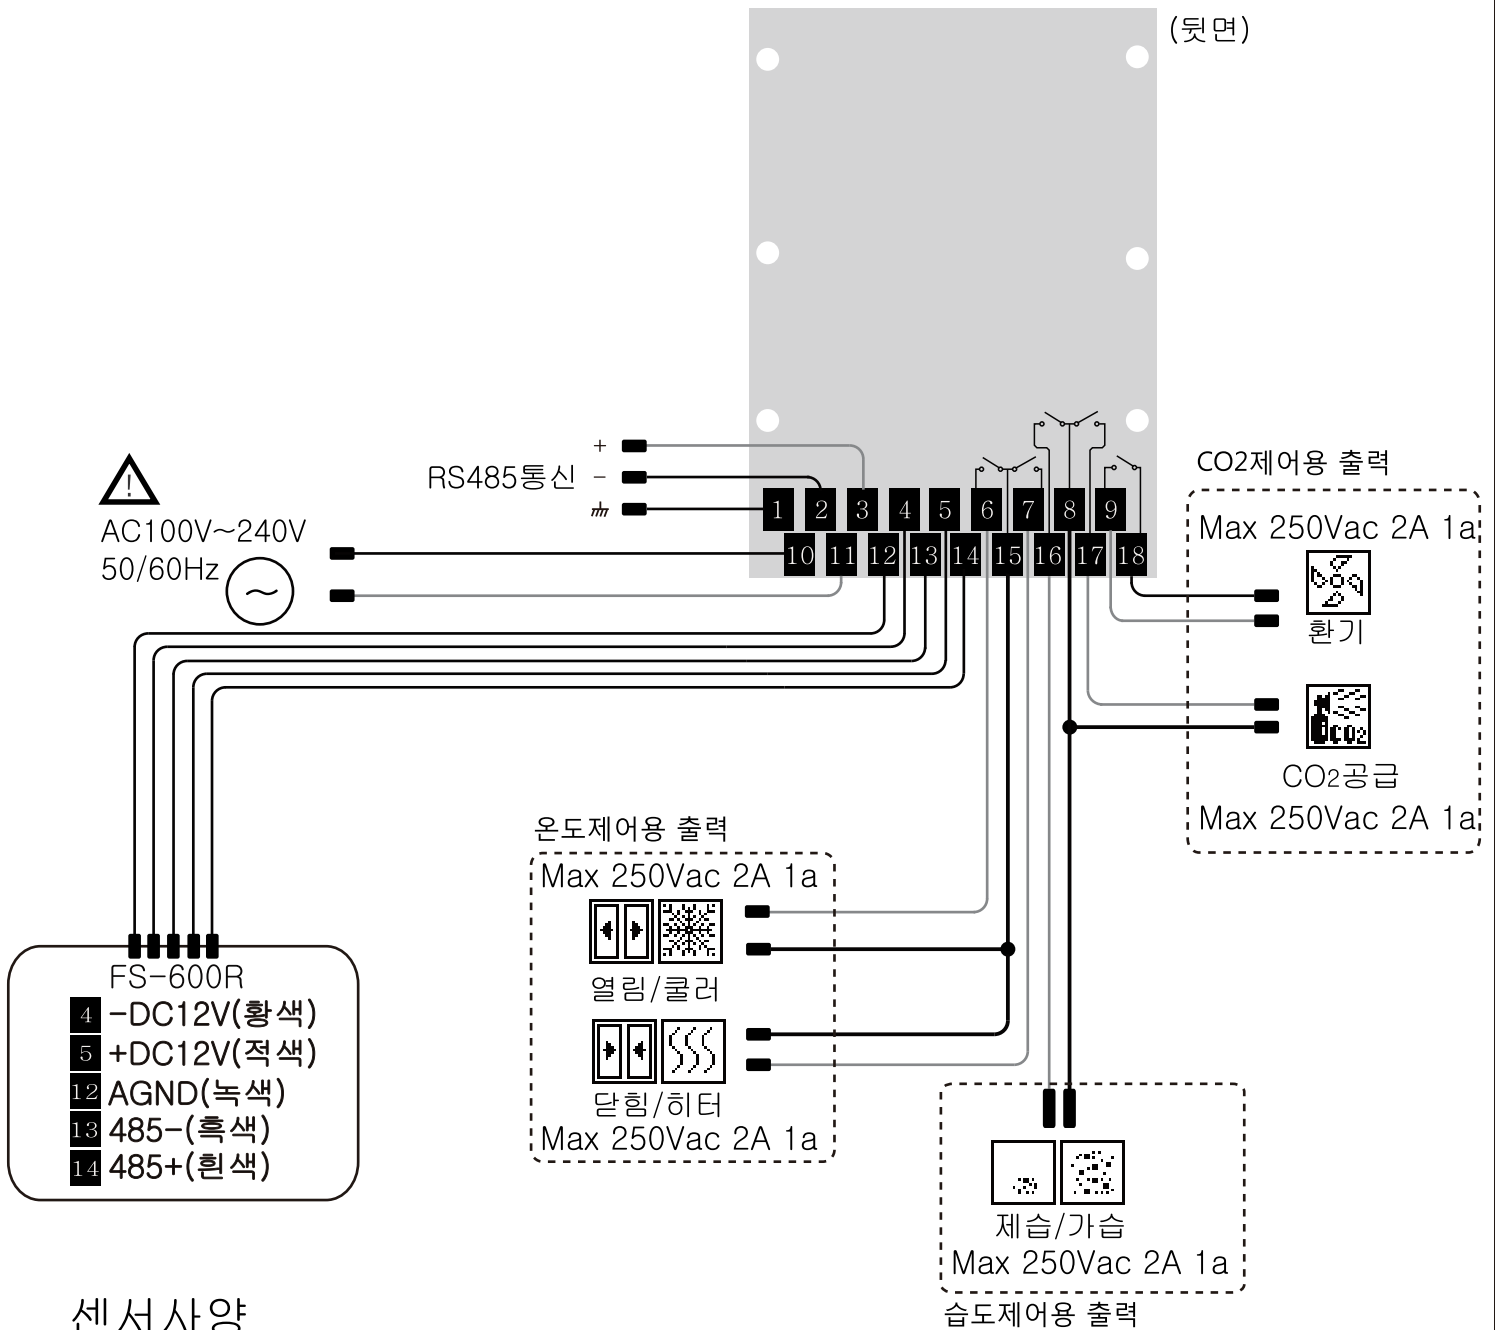 (뒷면)
+
RS485통신 -
1 2 3 4 5 6 7 8 9
10 11 12 13 14 15 16 17 18
!
AC100V~240V
50/60Hz
~
CO2제어용 출력
Max 250Vac 2A 1a
환기
CO2
CO2공급
Max 250Vac 2A 1a
온도제어용 출력
Max 250Vac 2A 1a
열림/쿨러
닫힘/히터
Max 250Vac 2A 1a
FS-600R
4 -DC12V(황색)
5 +DC12V(적색)
12 AGND(녹색)
13 485-(흑색)
14 485+(흰색)
제습/가습
Max 250Vac 2A 1a
습도제어용 출력
센서사양